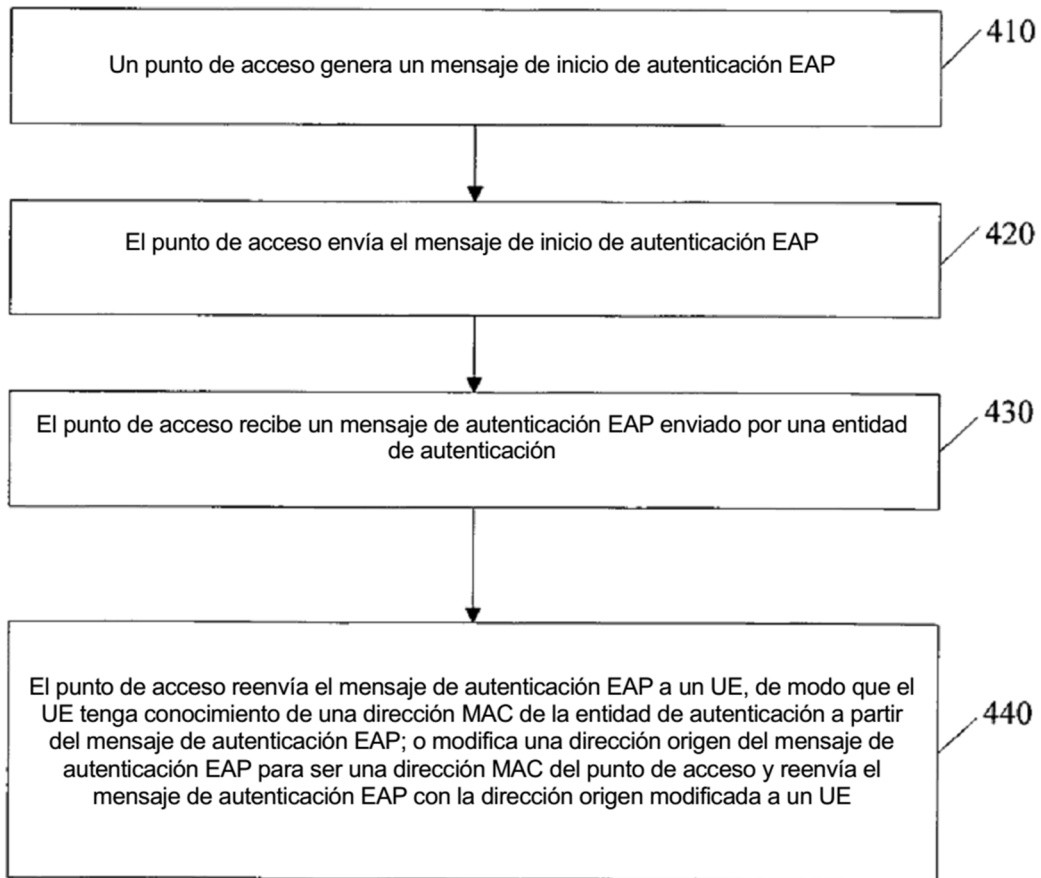 Un punto de acceso genera un mensaje de inicio de autenticación EAP
410
El punto de acceso envía el mensaje de inicio de autenticación EAP
420
El punto de acceso recibe un mensaje de autenticación EAP enviado por una entidad
de autenticación
430
El punto de acceso reenvía el mensaje de autenticación EAP a un UE, de modo que el
UE tenga conocimiento de una dirección MAC de la entidad de autenticación a partir
del mensaje de autenticación EAP; o modifica una dirección origen del mensaje de
autenticación EAP para ser una dirección MAC del punto de acceso y reenvía el
mensaje de autenticación EAP con la dirección origen modificada a un UE
440